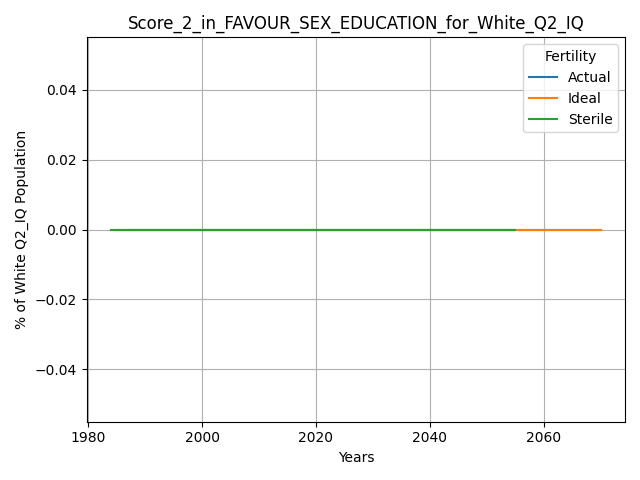 Score_2_in_FAVOUR_SEX_EDUCATION_for_White_Q2_IQ
Fertility
Actual
Ideal
Sterile
% of White Q2_IQ Population
0.04
0.02
0.00
−0.02
−0.04
1980 2000 2020 2040 2060
Years